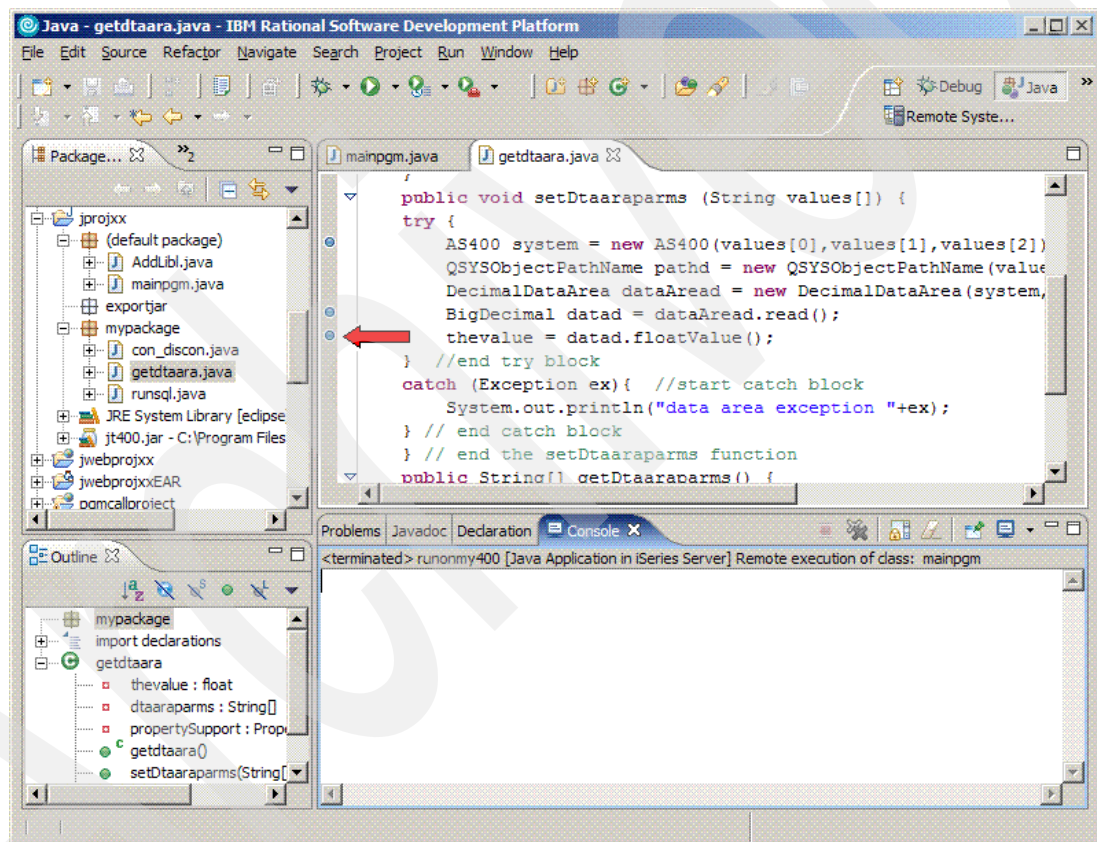 Java - getdtaara.java - IBM Rational Software Development Platform
File Edit Source Refactor Navigate Search Project Run Window Help
Debug Java »
Remote Syste...
Package... »2
mainpgm.java getdtaara.java
jprojxx
(default package)
AddLibl.java
mainpgm.java
exportjar
mypackage
con_discon.java
getdtaara.java
runsql.java
JRE System Library [eclipse
jt400.jar - C:\Program Files
jwebprojxx
jwebprojxxEAR
pgmcallproject
}
public void setDtaaraparms (String values[]) {
try {
AS400 system = new AS400(values[0],values[1],values[2])
QSYSObjectPathName pathd = new QSYSObjectPathName(value
DecimalDataArea dataAread = new DecimalDataArea(system,
BigDecimal datad = dataAread.read();
thevalue = datad.floatValue();
} //end try block
catch (Exception ex){ //start catch block
System.out.println("data area exception "+ex);
} // end catch block
} // end the setDtaaraparms function
public String[] getDtaaraparms() {
Outline
mypackage
import declarations
getdtaara
thevalue : float
dtaaraparms : String[]
propertySupport : Prope
getdtaara()
setDtaaraparms(String[
Problems Javadoc Declaration Console
<terminated> runonmy400 [Java Application in iSeries Server] Remote execution of class: mainpgm